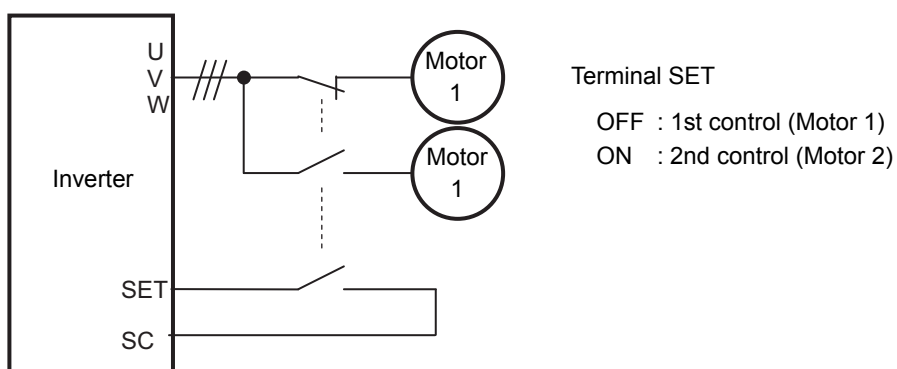 U
V
W
Inverter
SET
SC
Motor
1
Motor
1
Terminal SET
OFF : 1st control (Motor 1)
ON : 2nd control (Motor 2)